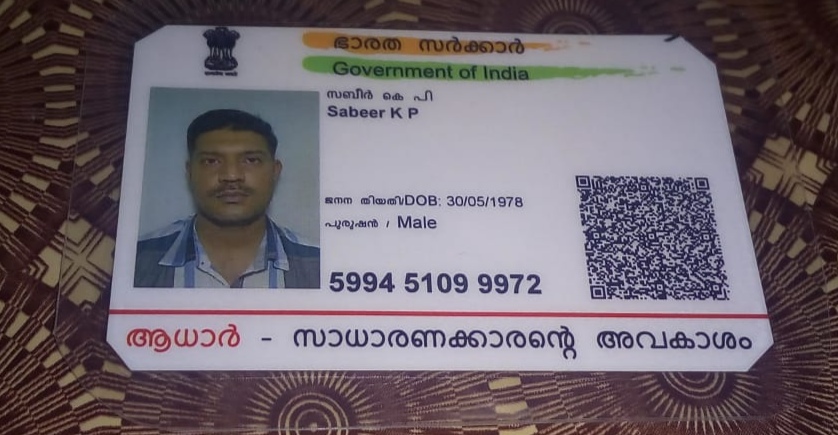 ഭാരത സർക്കാർ
Government of India
സബീർ കെ പി
Sabeer K P
ജനന തിയതി/DOB: 30/05/1978
പുരുഷൻ / Male
5994 5109 9972
ആധാർ - സാധാരണക്കാരന്റെ അവകാശം